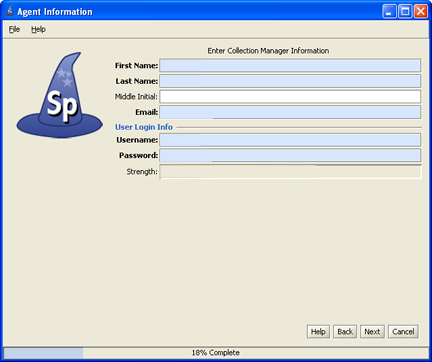 Agent Information
File Help
Enter Collection Manager Information
First Name:
Last Name:
Middle Initial:
Email:
User Login Info
Username:
Password:
Strength:
Sp
Help Back Next Cancel
18% Complete